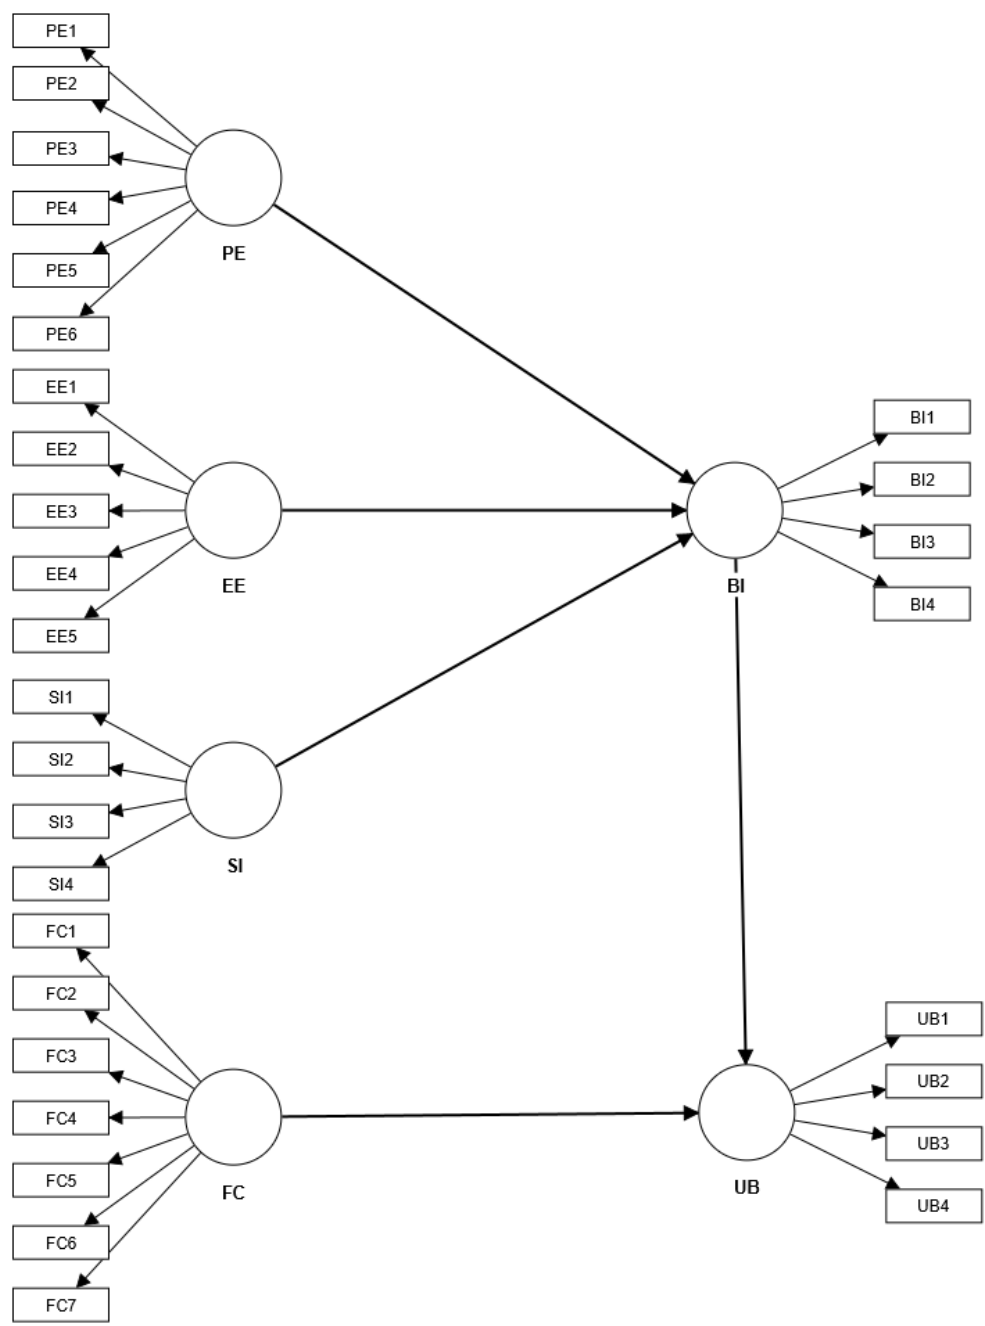 PE1
PE2
PE3
PE4
PE5
PE6
PE
EE1
EE2
EE3
EE4
EE5
EE
SI1
SI2
SI3
SI4
SI
FC1
FC2
FC3
FC4
FC5
FC6
FC7
FC
BI
BI1
BI2
BI3
BI4
UB
UB1
UB2
UB3
UB4